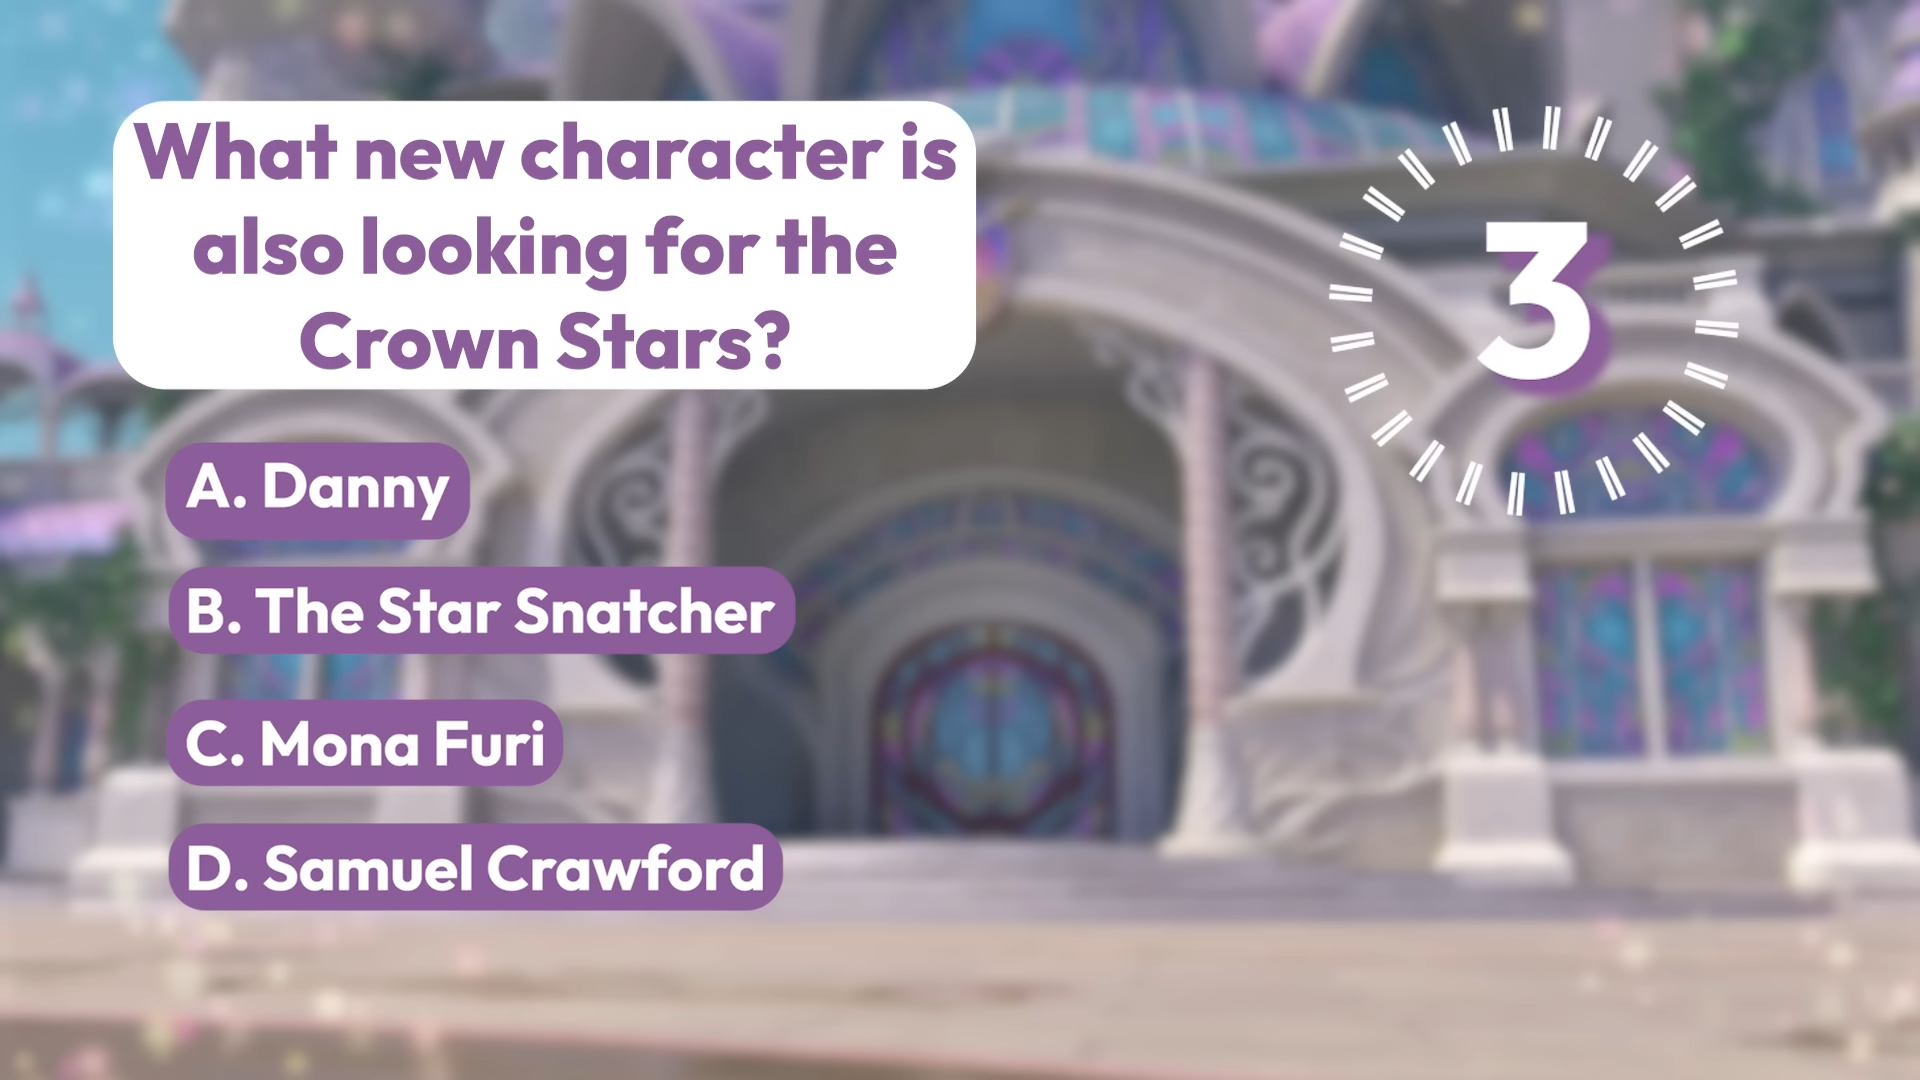 What new character is
also looking for the
Crown Stars?
3
A. Danny
B. The Star Snatcher
C. Mona Furi
D. Samuel Crawford